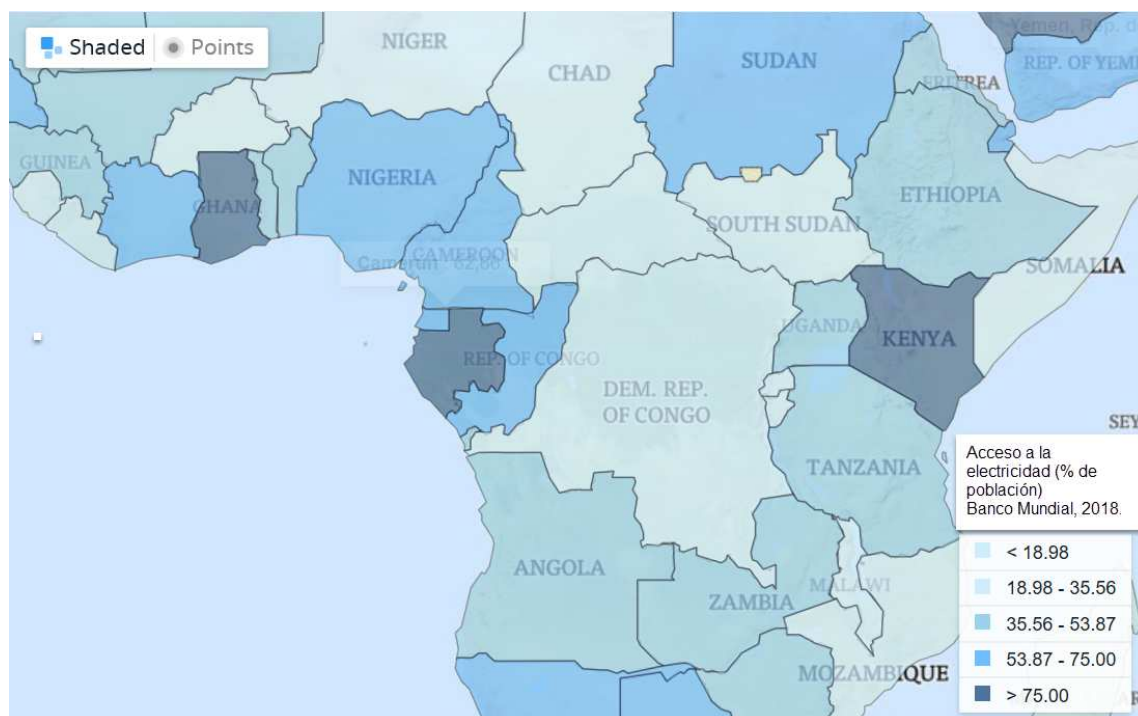 Shaded Points
NIGER
CHAD
SUDAN
Yemen, Rep. d
REP. OF YEME
ERITREA
GUINEA
GHANA
NIGERIA
ETHIOPIA
SOUTH SUDAN
CAMEROON
Camerún 62,66
SOMALIA
UGANDA
KENYA
REP. OF CONGO
DEM. REP.
OF CONGO
SEY
TANZANIA
Acceso a la
electricidad (% de
población)
Banco Mundial, 2018.
< 18.98
18.98 - 35.56
35.56 - 53.87
53.87 - 75.00
> 75.00
ANGOLA
MALAWI
ZAMBIA
MOZAMBIQUE